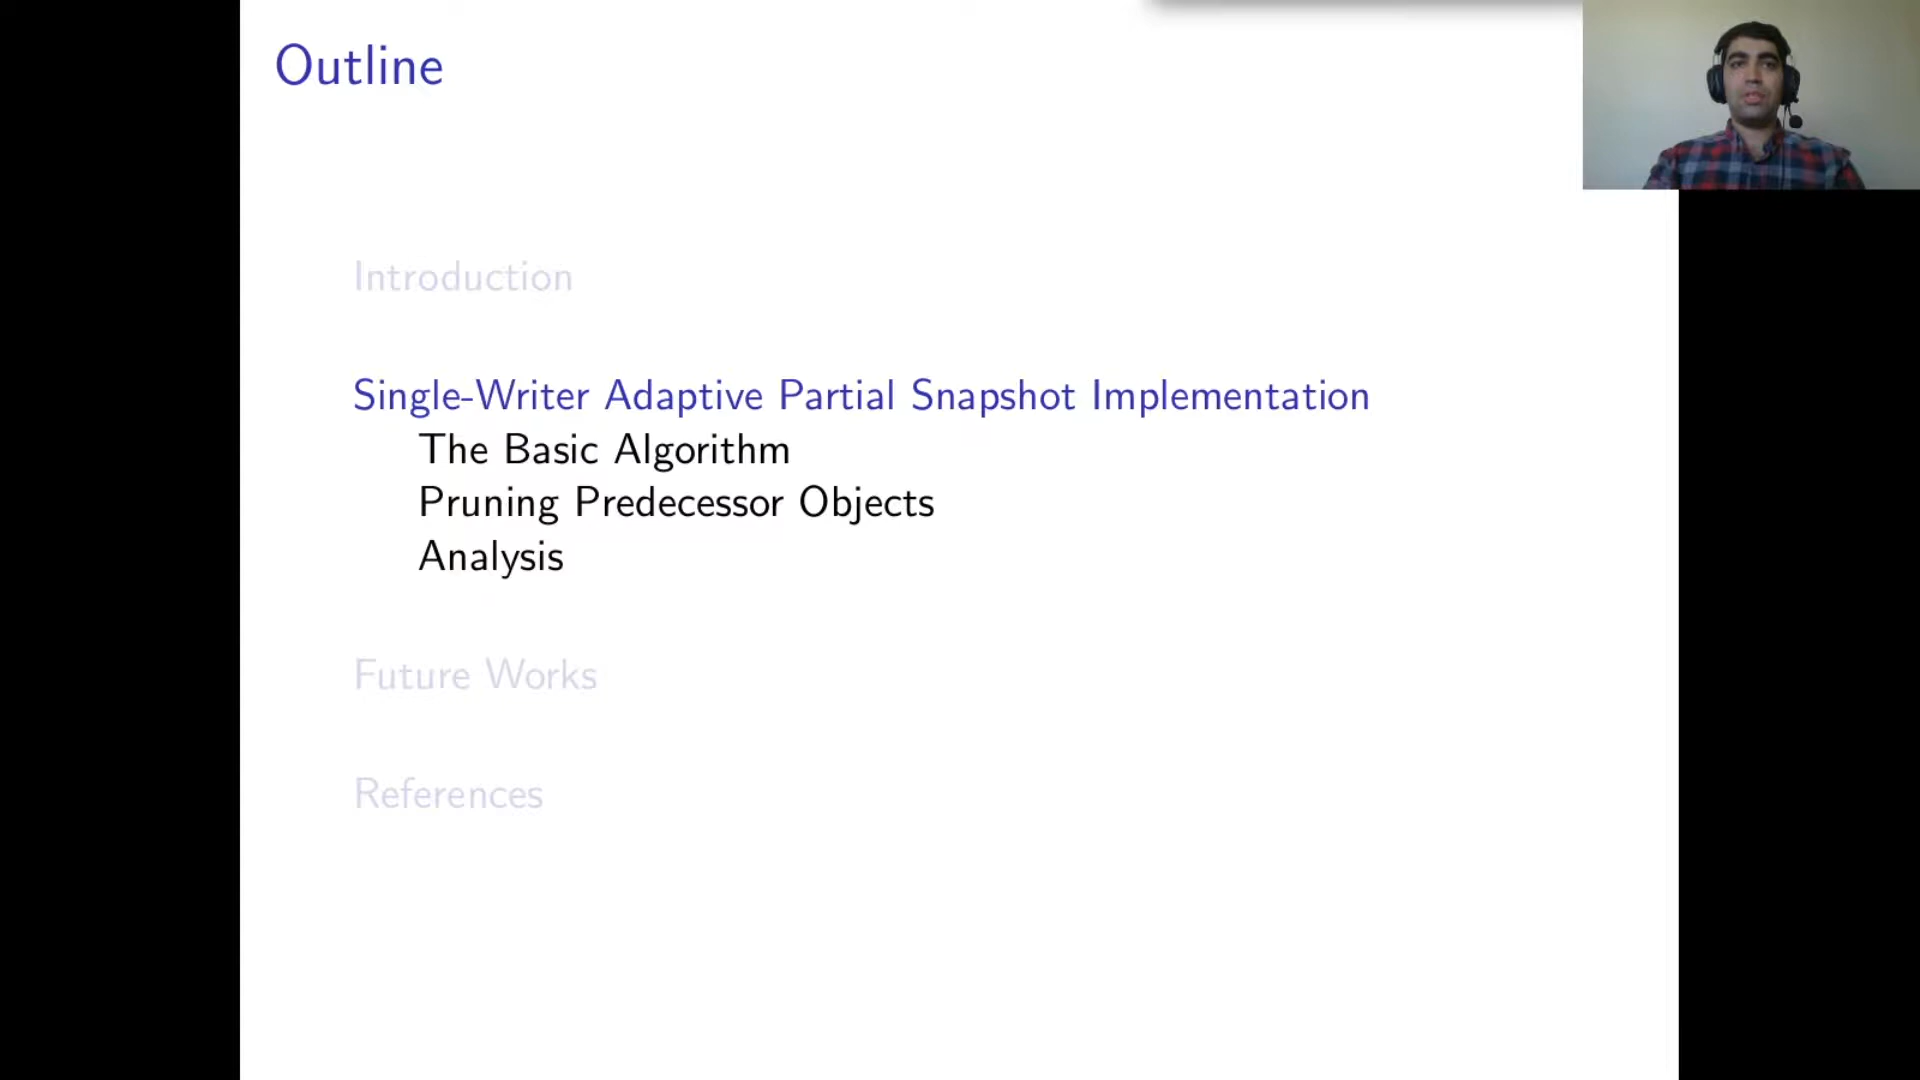 Outline
Introduction
Single-Writer Adaptive Partial Snapshot Implementation
The Basic Algorithm
Pruning Predecessor Objects
Analysis
Future Works
References